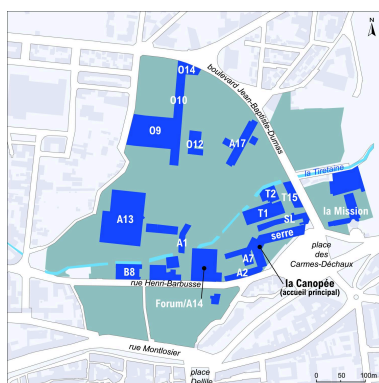 N
O14
boulevard Jean-Baptiste-Dumas
O10
O9
O12
A17
la Tiretaine
T2
T15
la Mission
A13
T1
SI
serre
A1
place
des
Carmes-Déchaux
A7
B8
A2
la Canopée
(accueil principal)
rue Henri-Barbusse
Forum/A14
rue Montlosier
place
Delille
0 50 100m